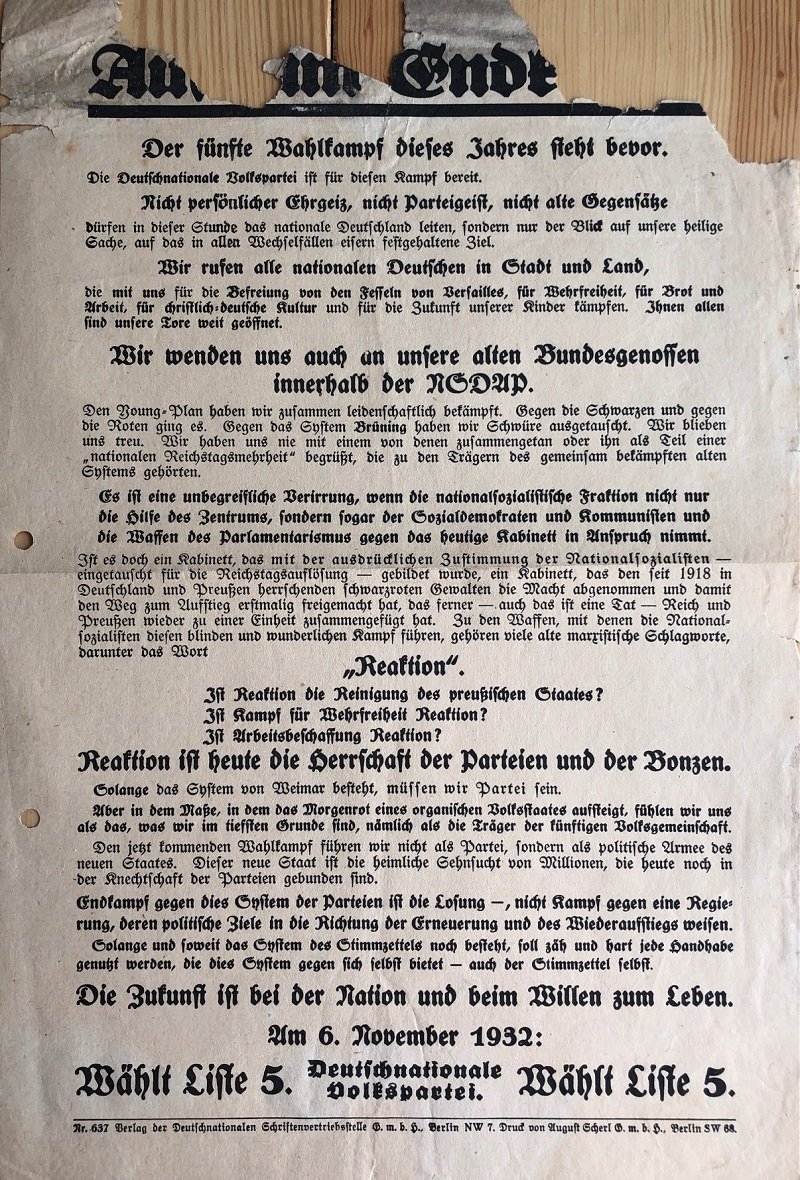 Ende
Der fünfte Wahlkampf dieses Jahres steht bevor.
Die Deutschnationale Volkspartei ist für diesen Kampf bereit.
Nicht persönlicher Ehrgeiz, nicht Parteigeist, nicht alte Gegensätze
dürfen in dieser Stunde das nationale Deutschland leiten, sondern nur der Blick auf unsere heilige
Sache, auf das in allen Wechselfällen eisern festgehaltene Ziel.
Wir rufen alle nationalen Deutschen in Stadt und Land,
die mit uns für die Befreiung von den Fesseln von Versailles, für Wehrfreiheit, für Brot und
Arbeit, für christlich-deutsche Kultur und für die Zukunft unserer Kinder kämpfen. Ihnen allen
sind unsere Tore weit geöffnet.
Wir wenden uns auch an unsere alten Bundesgenossen
innerhalb der NSDAP.
Den Young-Plan haben wir zusammen leidenschaftlich bekämpft. Gegen die Schwarzen und gegen
die Roten ging es. Gegen das System Brüning haben wir Schwüre ausgetauscht. Wir blieben
uns treu. Wir haben uns nie mit einem von denen zusammengetan oder ihn als Teil einer
„nationalen Reichstagsmehrheit“ begrüßt, die zu den Trägern des gemeinsam bekämpften alten
Systems gehörten.
Es ist eine unbegreifliche Verirrung, wenn die nationalsozialistische Fraktion nicht nur
die Hilfe des Zentrums, sondern sogar der Sozialdemokraten und Kommunisten und
die Waffen des Parlamentarismus gegen das heutige Kabinett in Anspruch nimmt.
Ist es doch ein Kabinett, das mit der ausdrücklichen Zustimmung der Nationalsozialisten —
eingetauscht für die Reichstagsauflösung — gebildet wurde, ein Kabinett, das den seit 1918 in
Deutschland und Preußen herrschenden schwarzroten Gewalten die Macht abgenommen und damit
den Weg zum Aufstieg erstmalig freigemacht hat, das ferner — auch das ist eine Tat — Reich und
Preußen wieder zu einer Einheit zusammengefügt hat. Zu den Waffen, mit denen die National-
sozialisten diesen blinden und wunderlichen Kampf führen, gehören viele alte marxistische Schlagworte,
darunter das Wort
„Reaktion“.
Ist Reaktion die Reinigung des preußischen Staates?
Ist Kampf für Wehrfreiheit Reaktion?
Ist Arbeitsbeschaffung Reaktion?
Reaktion ist heute die Herrschaft der Parteien und der Bonzen.
Solange das System von Weimar besteht, müssen wir Partei sein.
Aber in dem Maße, in dem das Morgenrot eines organischen Volksstaates aufsteigt, fühlen wir uns
als das, was wir im tiefsten Grunde sind, nämlich als die Träger der künftigen Volksgemeinschaft.
Den jetzt kommenden Wahlkampf führen wir nicht als Partei, sondern als politische Armee des
neuen Staates. Dieser neue Staat ist die heimliche Sehnsucht von Millionen, die heute noch in
der Knechtschaft der Parteien gebunden sind.
Endkampf gegen dies System der Parteien ist die Losung —, nicht Kampf gegen eine Regie-
rung, deren politische Ziele in die Richtung der Erneuerung und des Wiederaufstiegs weisen.
Solange und soweit das System des Stimmzettels noch besteht, soll zäh und hart jede Handhabe
genutzt werden, die dies System gegen sich selbst bietet — auch der Stimmzettel selbst.
Die Zukunft ist bei der Nation und beim Willen zum Leben.
Am 6. November 1932:
Wählt Liste 5. Deutschnationale Volkspartei. Wählt Liste 5.
Nr. 637 Verlag der Deutschnationalen Schriftenvertriebsstelle G. m. b. H., Berlin NW 7. Druck von August Scherl G. m. b. H., Berlin SW 68.